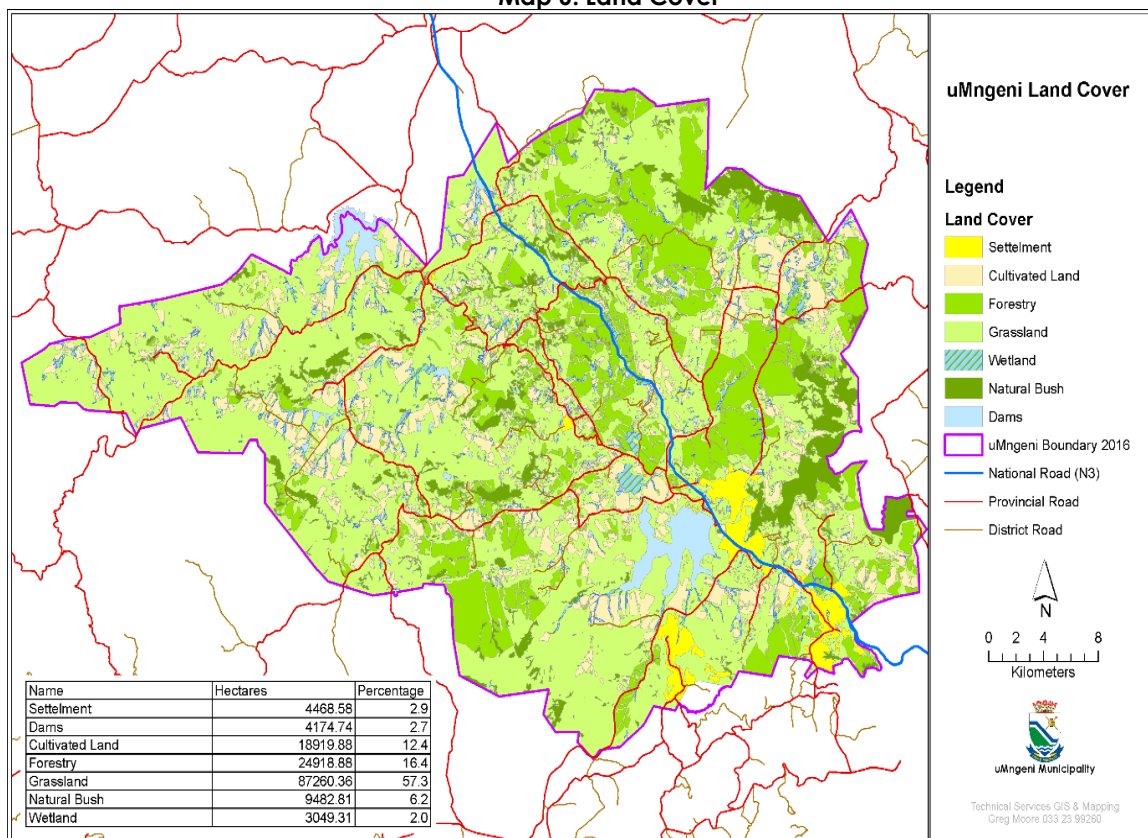 Map 6: Land Cover
uMngeni Land Cover
Legend
Land Cover
Settelment
Cultivated Land
Forestry
Grassland
Wetland
Natural Bush
Dams
uMngeni Boundary 2016
National Road (N3)
Provincial Road
District Road
N
0 2 4 8
Kilometers
uMngeni Municipality
Technical Services GIS & Mapping
Greg Moore 033 23 99260
Name Hectares Percentage
Settelment 4468.58 2.9
Dams 4174.74 2.7
Cultivated Land 18919.88 12.4
Forestry 24918.88 16.4
Grassland 87260.36 57.3
Natural Bush 9482.81 6.2
Wetland 3049.31 2.0